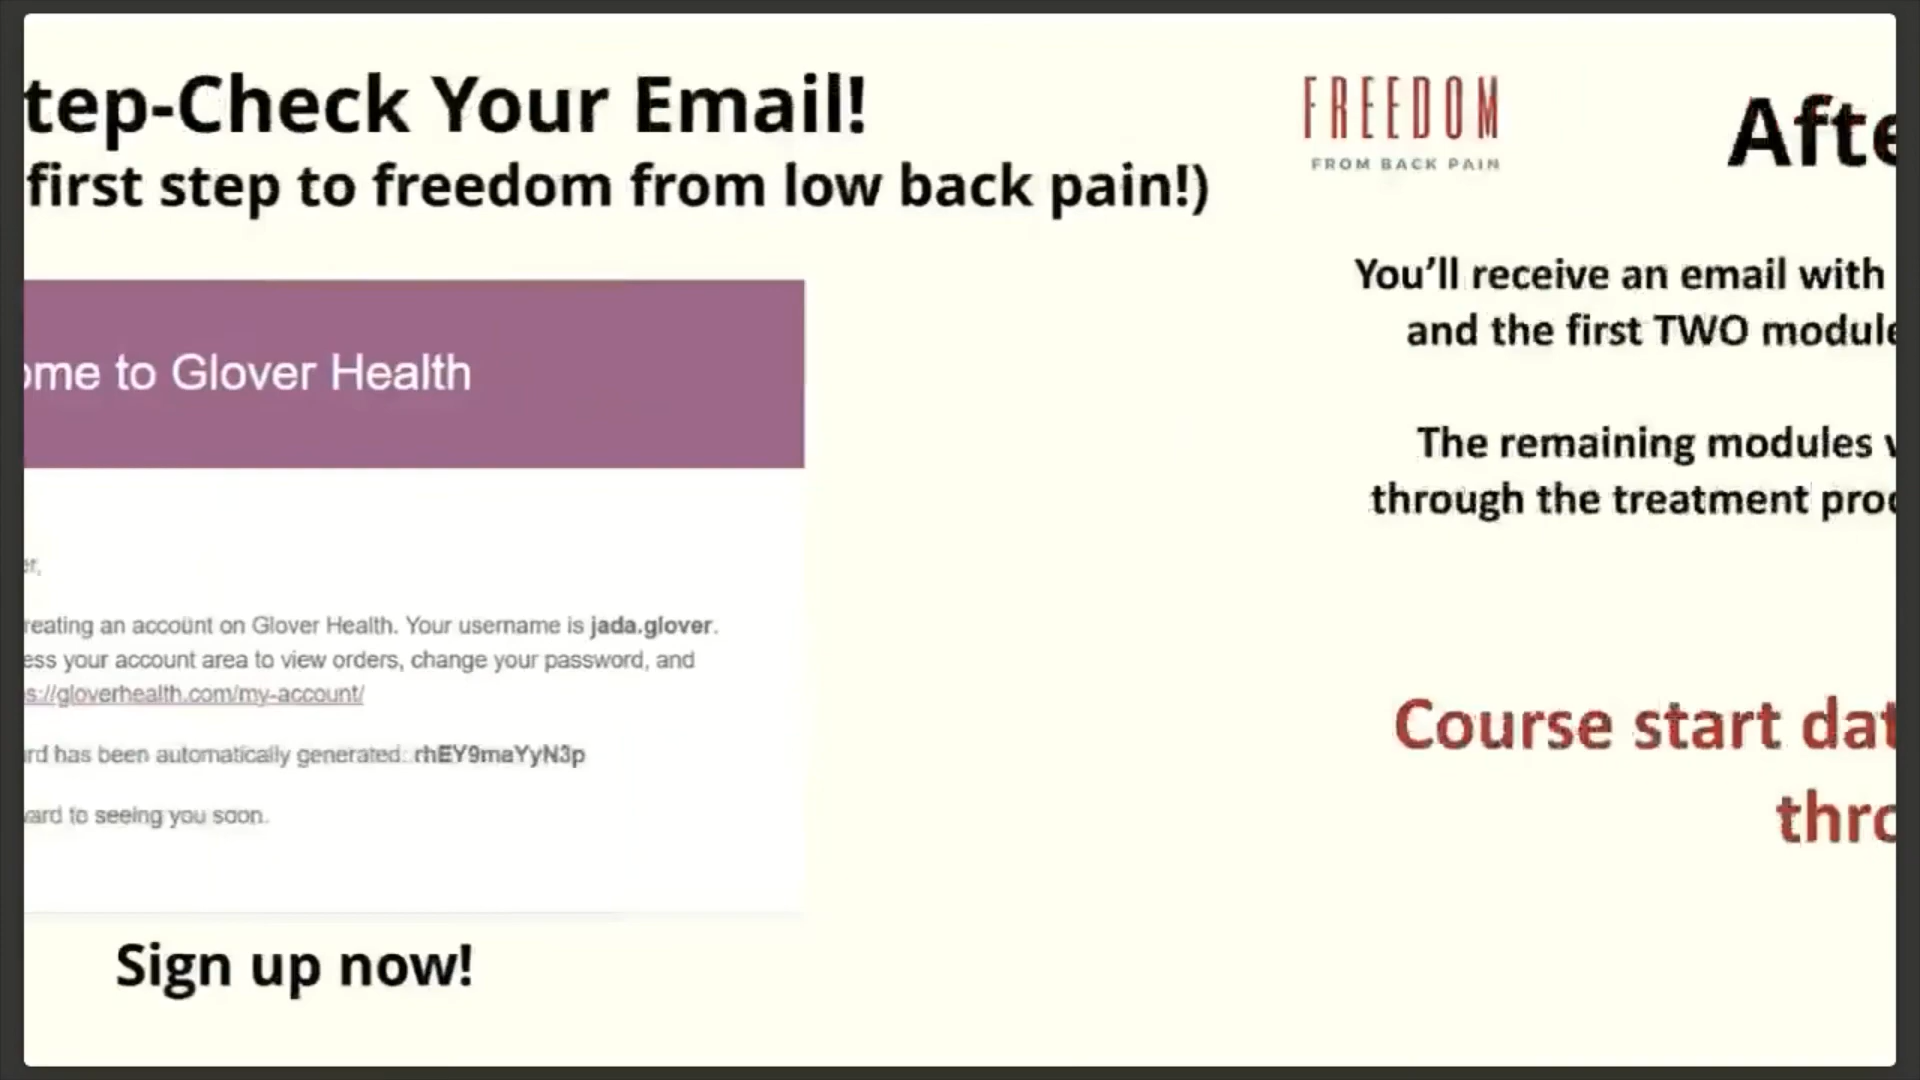 tep-Check Your Email!
first step to freedom from low back pain!)
ome to Glover Health
er,
reating an account on Glover Health. Your username is jada.glover.
ess your account area to view orders, change your password, and
s://gloverhealth.com/my-account/
rd has been automatically generated: rhEY9maYyN3p
ard to seeing you soon.
Sign up now!
FREEDOM
FROM BACK PAIN
Afte
You'll receive an email with
and the first TWO module
The remaining modules
through the treatment proc
Course start dat
thro